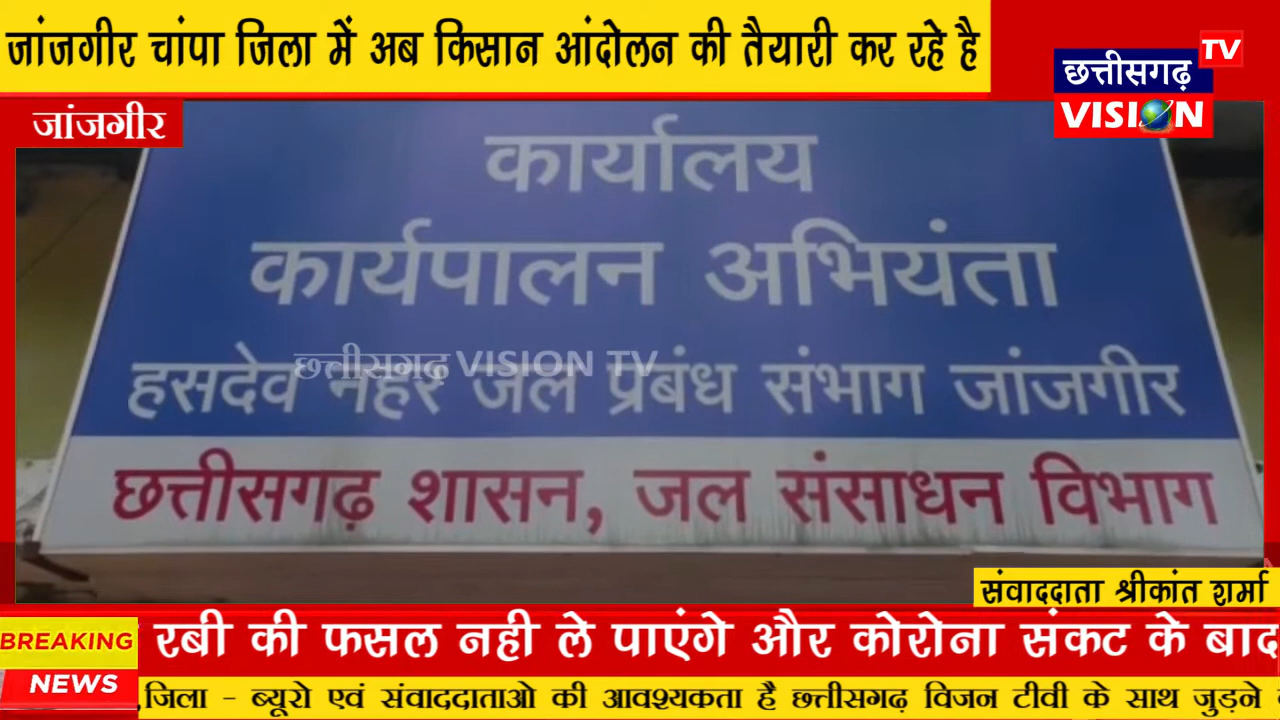 जांजगीर चांपा जिला में अब किसान आंदोलन की तैयारी कर रहे है
छत्तीसगढ़ TV
VISION
जांजगीर
कार्यालय
कार्यपालन अभियंता
हसदेव नहर जल प्रबंध संभाग जांजगीर
छत्तीसगढ़ VISION TV
छत्तीसगढ़ शासन, जल संसाधन विभाग
संवाददाता श्रीकांत शर्मा
BREAKING
NEWS
रबी की फसल नही ले पाएंगे और कोरोना संकट के बाद
,जिला - ब्यूरो एवं संवाददाताओ की आवश्यकता है छत्तीसगढ़ विजन टीवी के साथ जुड़ने